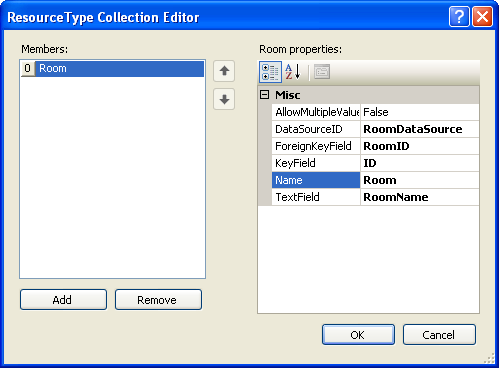 ResourceType Collection Editor
Members:
0 Room
Add
Remove
Room properties:
Misc
AllowMultipleValue False
DataSourceID RoomDataSource
ForeignKeyField RoomID
KeyField ID
Name Room
TextField RoomName
OK
Cancel